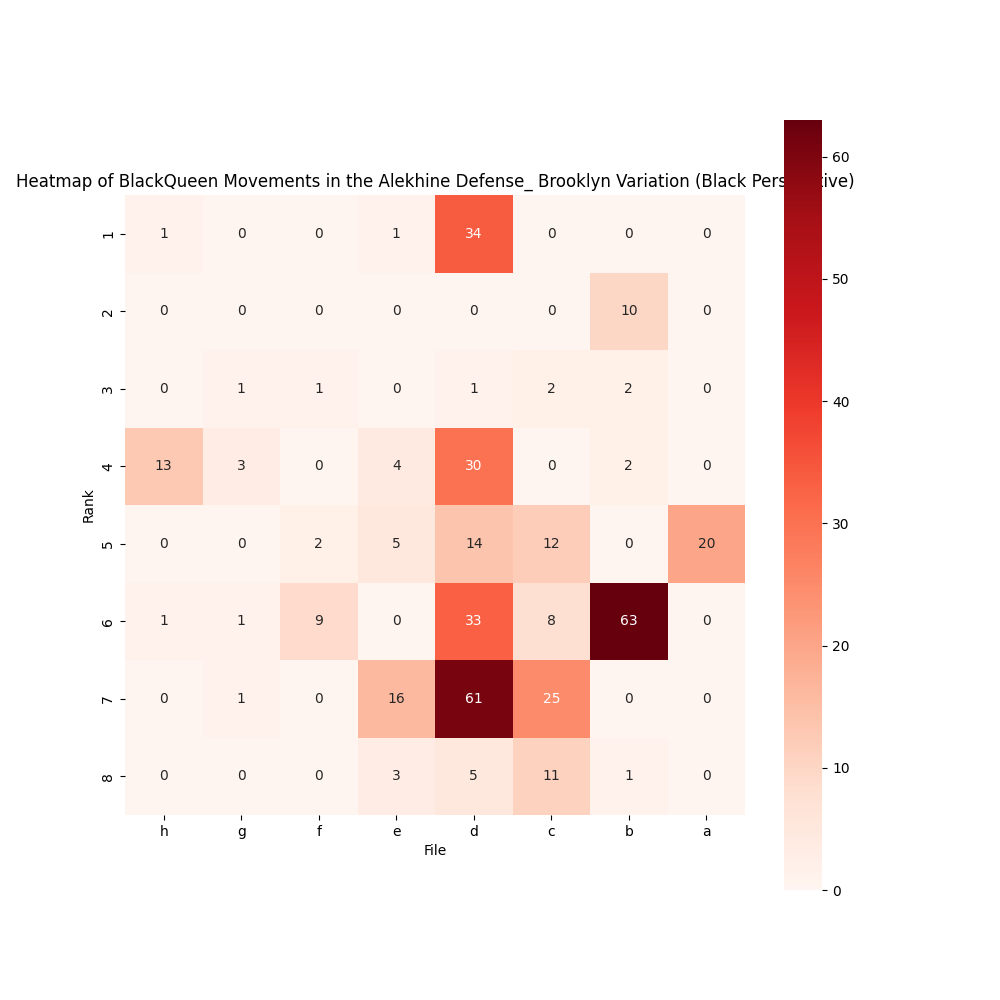 Heatmap of BlackQueen Movements in the Alekhine Defense_ Brooklyn Variation (Black Perspective)
1 1 0 0 1 34 0 0 0
2 0 0 0 0 0 0 10 0
3 0 1 1 0 1 2 2 0
4 13 3 0 4 30 0 2 0
5 0 0 2 5 14 12 0 20
6 1 1 9 0 33 8 63 0
7 0 1 0 16 61 25 0 0
8 0 0 0 3 5 11 1 0
h g f e d c b a
File
Rank
60
50
40
30
20
10
0